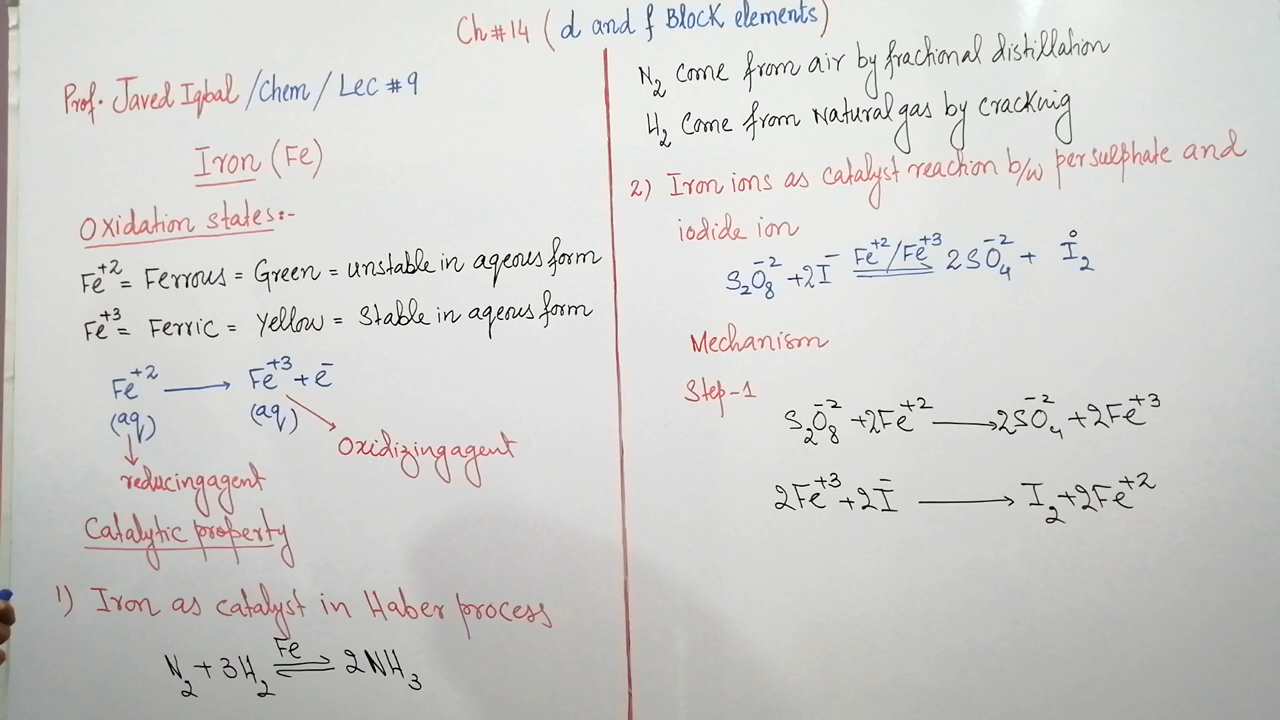 Ch#14 (d and f Block elements)
Prof. Javed Iqbal /Chem / Lec #9
Iron (Fe)
Oxidation states:-
Fe⁺² = Ferrous = Green = unstable in aqeous form
Fe⁺³ = Ferric = Yellow = Stable in aqeous form
Fe⁺² ⟶ Fe⁺³ + e⁻
(aq) (aq)
Oxidizing agent
reducing agent
Catalytic property
1) Iron as catalyst in Haber process
Fe
N₂ + 3H₂ ⇌ 2NH₃
N₂ Come from air by fractional distillation
H₂ Come from Natural gas by cracking
2) Iron ions as catalyst reaction b/w persulphate and
iodide ion
S₂O₈⁻² + 2I⁻ Fe⁺²/Fe⁺³ 2SO₄⁻² + I₂⁰
Mechanism
Step-1
S₂O₈⁻² + 2Fe⁺² ⟶ 2SO₄⁻² + 2Fe⁺³
2Fe⁺³ + 2I⁻ ⟶ I₂ + 2Fe⁺²